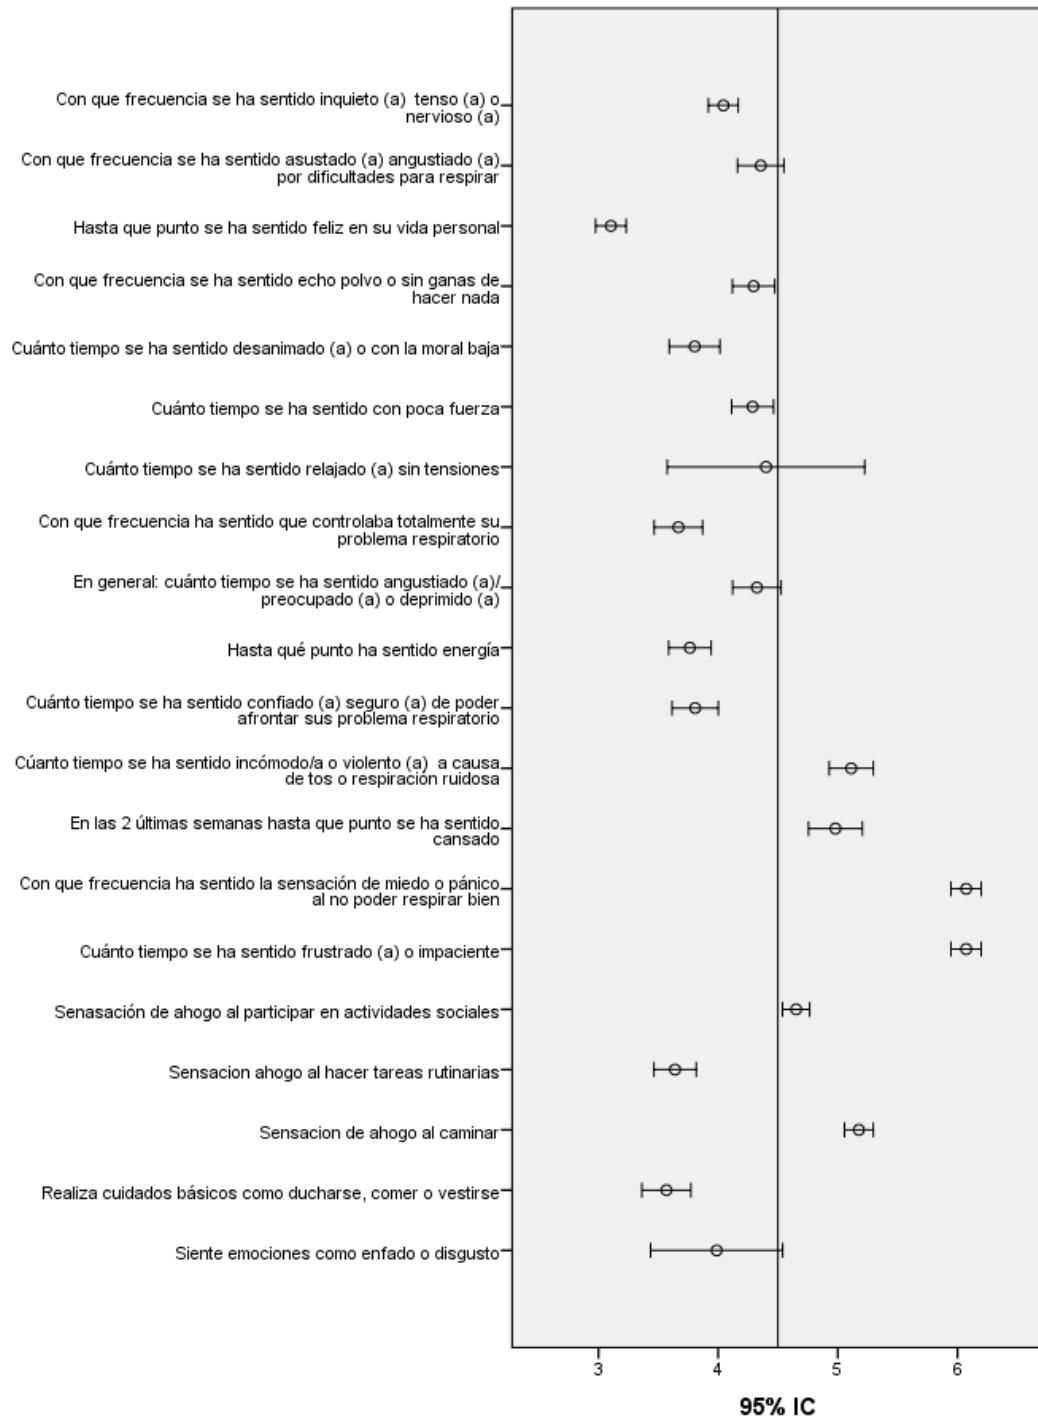 Con que frecuencia se ha sentido inquieto (a)  tenso (a) o
nervioso (a)
Con que frecuencia se ha sentido asustado (a) angustiado (a)
por dificultades para respirar
Hasta que punto se ha sentido feliz en su vida personal
Con que frecuencia se ha sentido echo polvo o sin ganas de
hacer nada
Cuánto tiempo se ha sentido desanimado (a) o con la moral baja
Cuánto tiempo se ha sentido con poca fuerza
Cuánto tiempo se ha sentido relajado (a) sin tensiones
Con que frecuencia ha sentido que controlaba totalmente su
problema respiratorio
En general: cuánto tiempo se ha sentido angustiado (a)/
preocupado (a) o deprimido (a)
Hasta qué punto ha sentido energía
Cuánto tiempo se ha sentido confiado (a) seguro (a) de poder
afrontar sus problema respiratorio
Cúanto tiempo se ha sentido incómodo/a o violento (a)  a causa
de tos o respiración ruidosa
En las 2 últimas semanas hasta que punto se ha sentido
cansado
Con que frecuencia ha sentido la sensación de miedo o pánico
al no poder respirar bien
Cuánto tiempo se ha sentido frustrado (a) o impaciente
Senasación de ahogo al participar en actividades sociales
Sensacion ahogo al hacer tareas rutinarias
Sensacion de ahogo al caminar
Realiza cuidados básicos como ducharse, comer o vestirse
Siente emociones como enfado o disgusto
3 4 5 6
95% IC